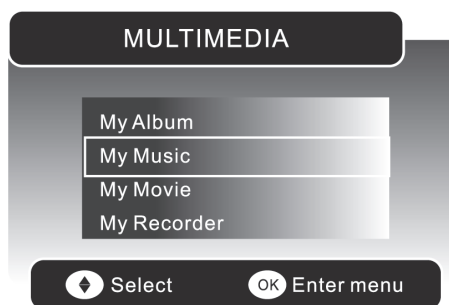 MULTIMEDIA
My Album
My Music
My Movie
My Recorder
Select OK Enter menu